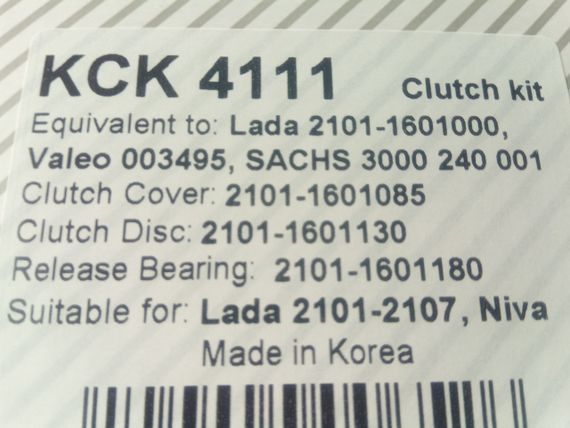 KCK 4111 Clutch kit
Equivalent to: Lada 2101-1601000,
Valeo 003495, SACHS 3000 240 001
Clutch Cover: 2101-1601085
Clutch Disc: 2101-1601130
Release Bearing: 2101-1601180
Suitable for: Lada 2101-2107, Niva
Made in Korea